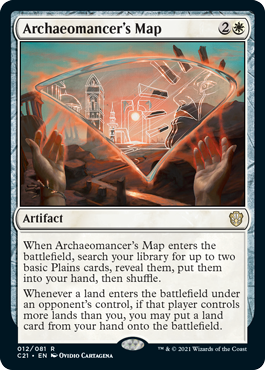 Archaeomancer's Map 2
Artifact
When Archaeomancer's Map enters the
battlefield, search your library for up to two
basic Plains cards, reveal them, put them
into your hand, then shuffle.
Whenever a land enters the battlefield under
an opponent's control, if that player controls
more lands than you, you may put a land
card from your hand onto the battlefield.
012/081 R
C21 • EN Ovidio Cartagena
™ & © 2021 Wizards of the Coast